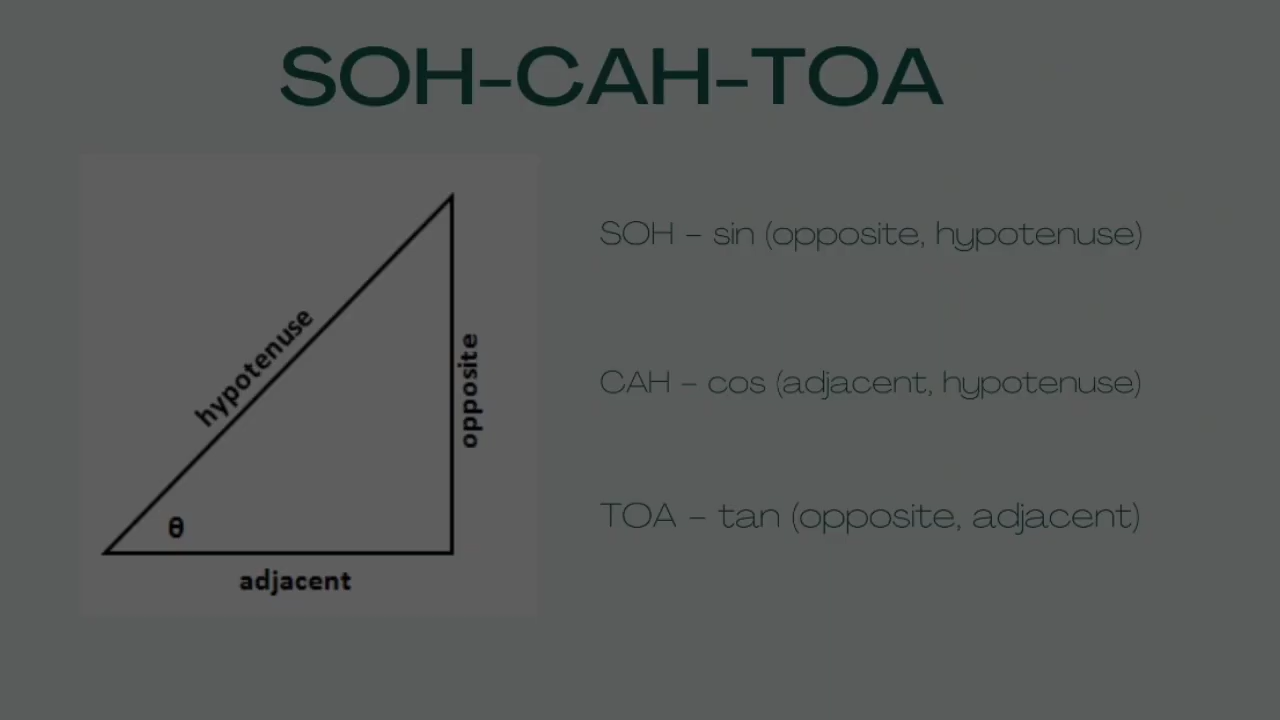 SOH-CAH-TOA
hypotenuse
opposite
θ
adjacent
SOH - sin (opposite, hypotenuse)
CAH - cos (adjacent, hypotenuse)
TOA - tan (opposite, adjacent)